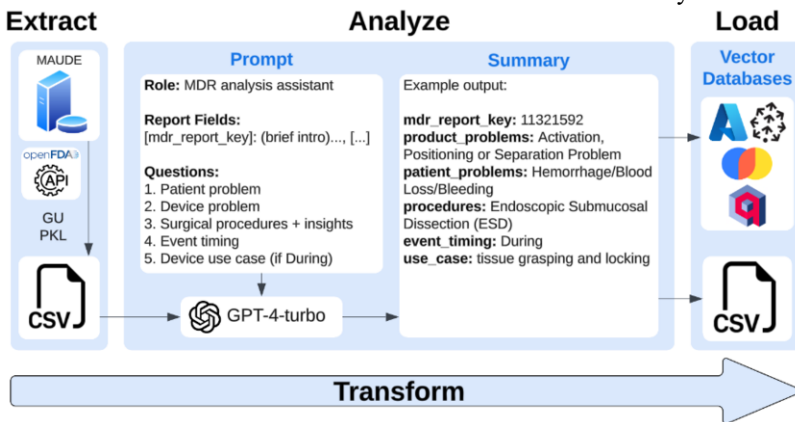 Extract
Analyze
Load
MAUDE
openFDA
API
GU
PKL
CSV
Prompt
Role: MDR analysis assistant
Report Fields:
[mdr_report_key]: (brief intro)..., [...]
Questions:
1. Patient problem
2. Device problem
3. Surgical procedures + insights
4. Event timing
5. Device use case (if During)
GPT-4-turbo
Summary
Example output:
mdr_report_key: 11321592
product_problems: Activation,
Positioning or Separation Problem
patient_problems: Hemorrhage/Blood
Loss/Bleeding
procedures: Endoscopic Submucosal
Dissection (ESD)
event_timing: During
use_case: tissue grasping and locking
Vector
Databases
CSV
Transform